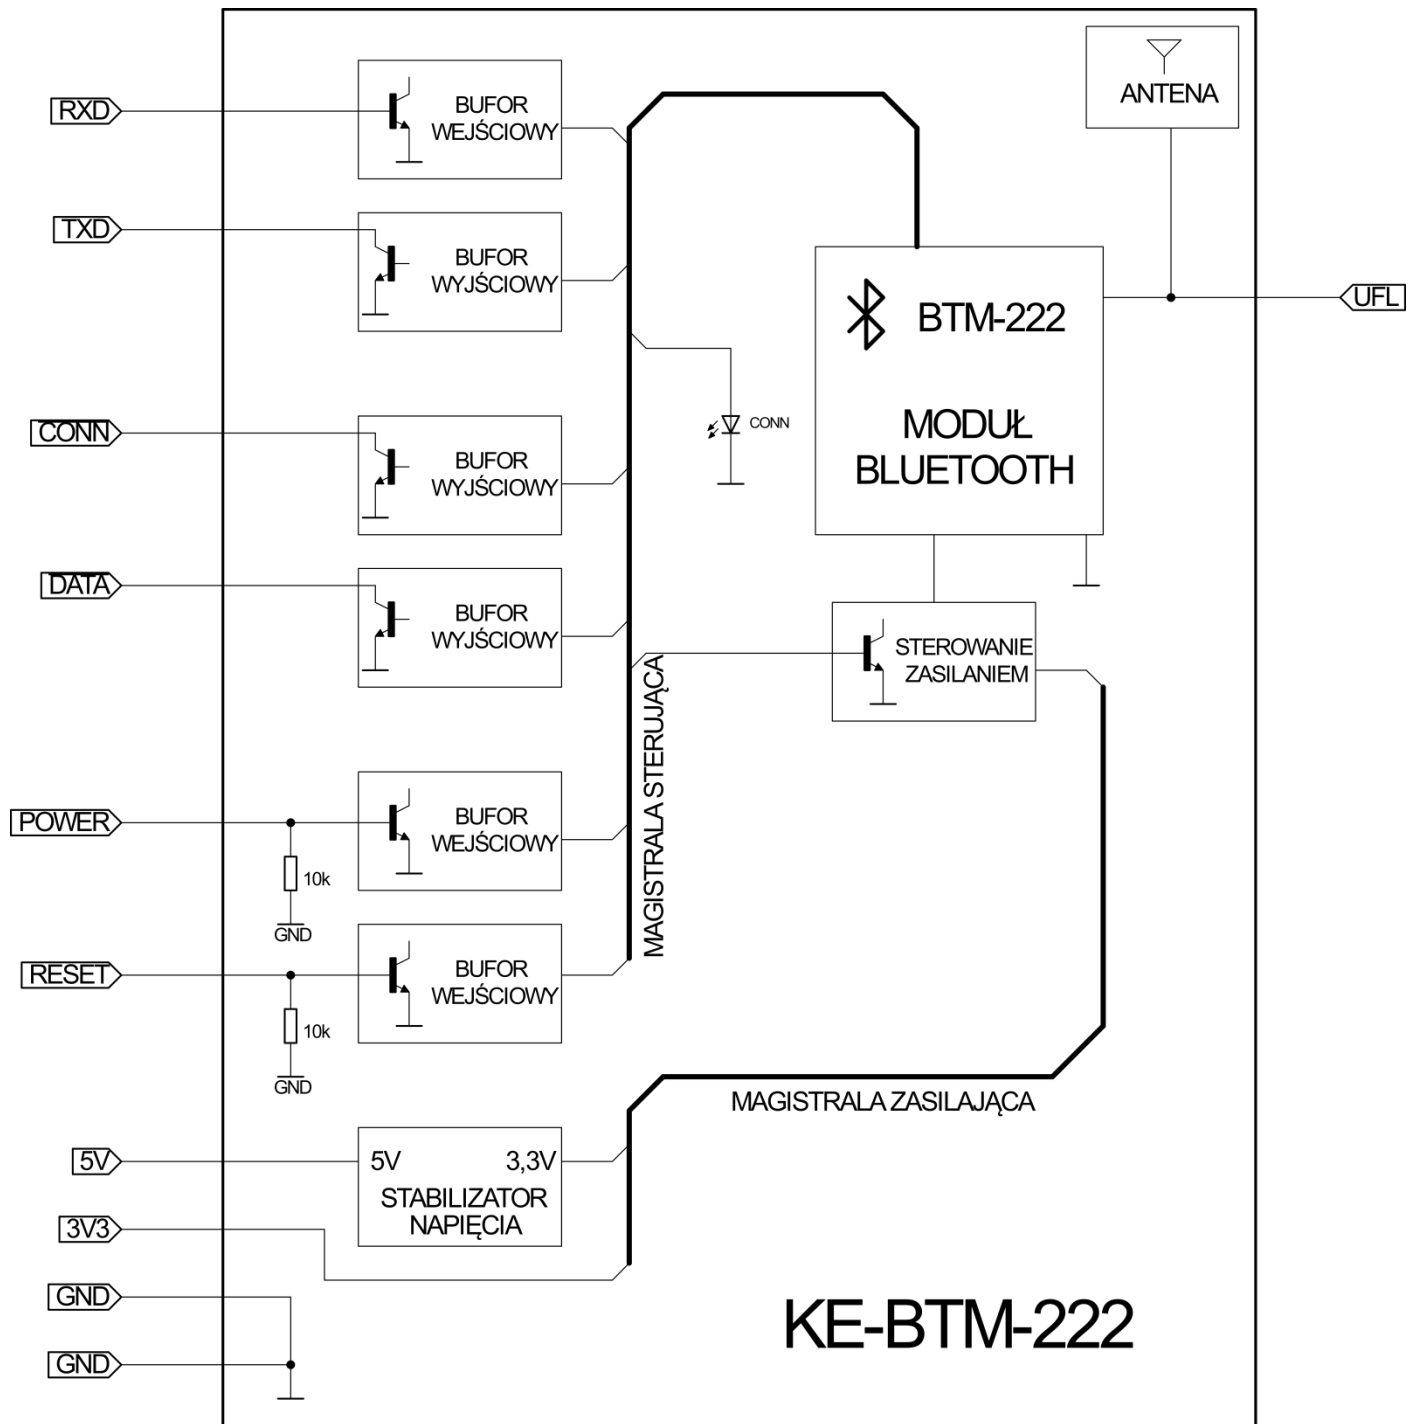 ANTENA
RXD
BUFOR
WEJŚCIOWY
TXD
BUFOR
WYJŚCIOWY
BTM-222
MODUŁ
BLUETOOTH
UFL
CONN
BUFOR
WYJŚCIOWY
CONN
DATA
BUFOR
WYJŚCIOWY
STEROWANIE
ZASILANIEM
MAGISTRALA STERUJĄCA
POWER
BUFOR
WEJŚCIOWY
10k
GND
RESET
BUFOR
WEJŚCIOWY
10k
GND
MAGISTRALA ZASILAJĄCA
5V
5V 3,3V
STABILIZATOR
NAPIĘCIA
3V3
GND
GND
KE-BTM-222